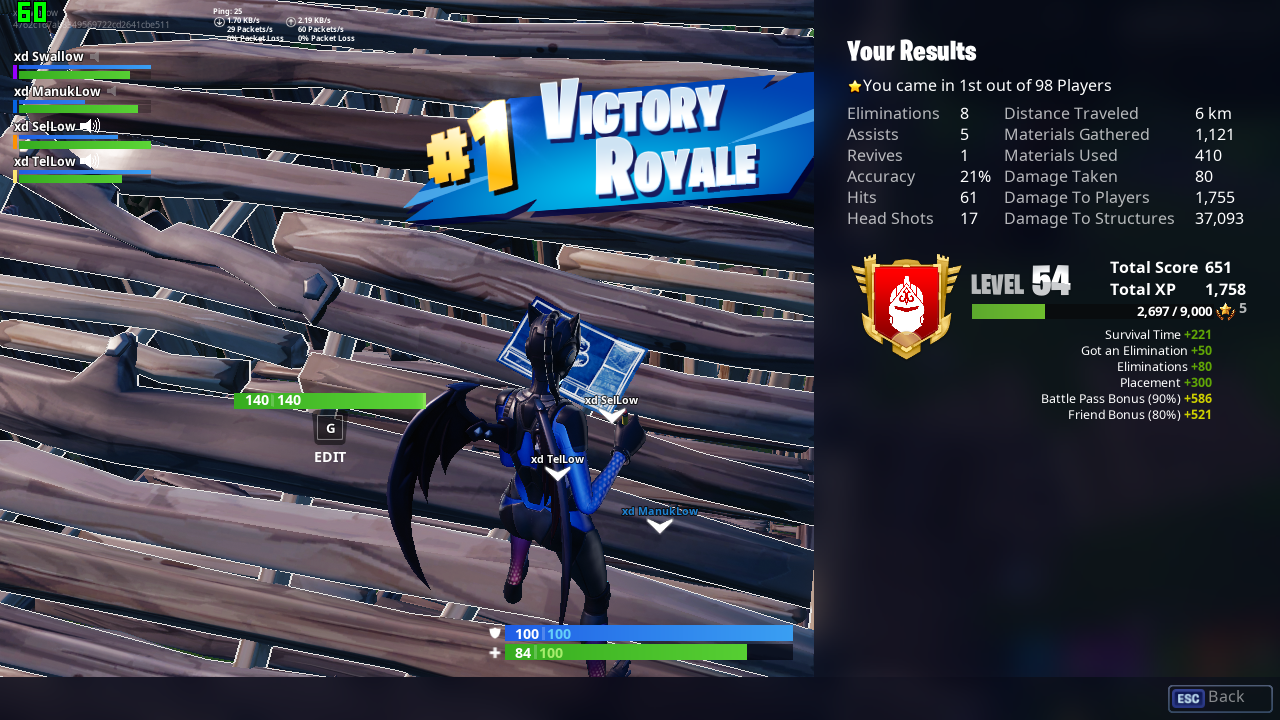 60
Ping: 25
1.70 KB/s 2.19 KB/s
29 Packets/s 60 Packets/s
0% Packet Loss 0% Packet Loss
xd Swallow
xd ManukLow
xd SelLow
xd TelLow
#1 VICTORY ROYALE
140 | 140
G
EDIT
xd SelLow
xd TelLow
xd ManukLow
100 | 100
84 | 100
Your Results
You came in 1st out of 98 Players
Eliminations 8 Distance Traveled 6 km
Assists 5 Materials Gathered 1,121
Revives 1 Materials Used 410
Accuracy 21% Damage Taken 80
Hits 61 Damage To Players 1,755
Head Shots 17 Damage To Structures 37,093
LEVEL 54
Total Score 651
Total XP 1,758
2,697 / 9,000 5
Survival Time +221
Got an Elimination +50
Eliminations +80
Placement +300
Battle Pass Bonus (90%) +586
Friend Bonus (80%) +521
ESC Back